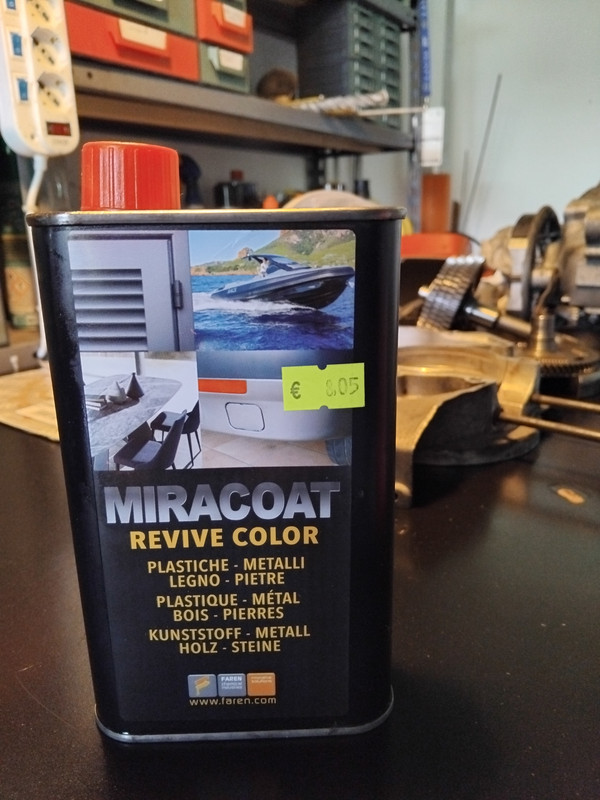 € 8.05
MIRACOAT
REVIVE COLOR
PLASTICHE - METALLI
LEGNO - PIETRE
PLASTIQUE - MÉTAL
BOIS - PIERRES
KUNSTSTOFF - METALL
HOLZ - STEINE
FAREN
www.faren.com